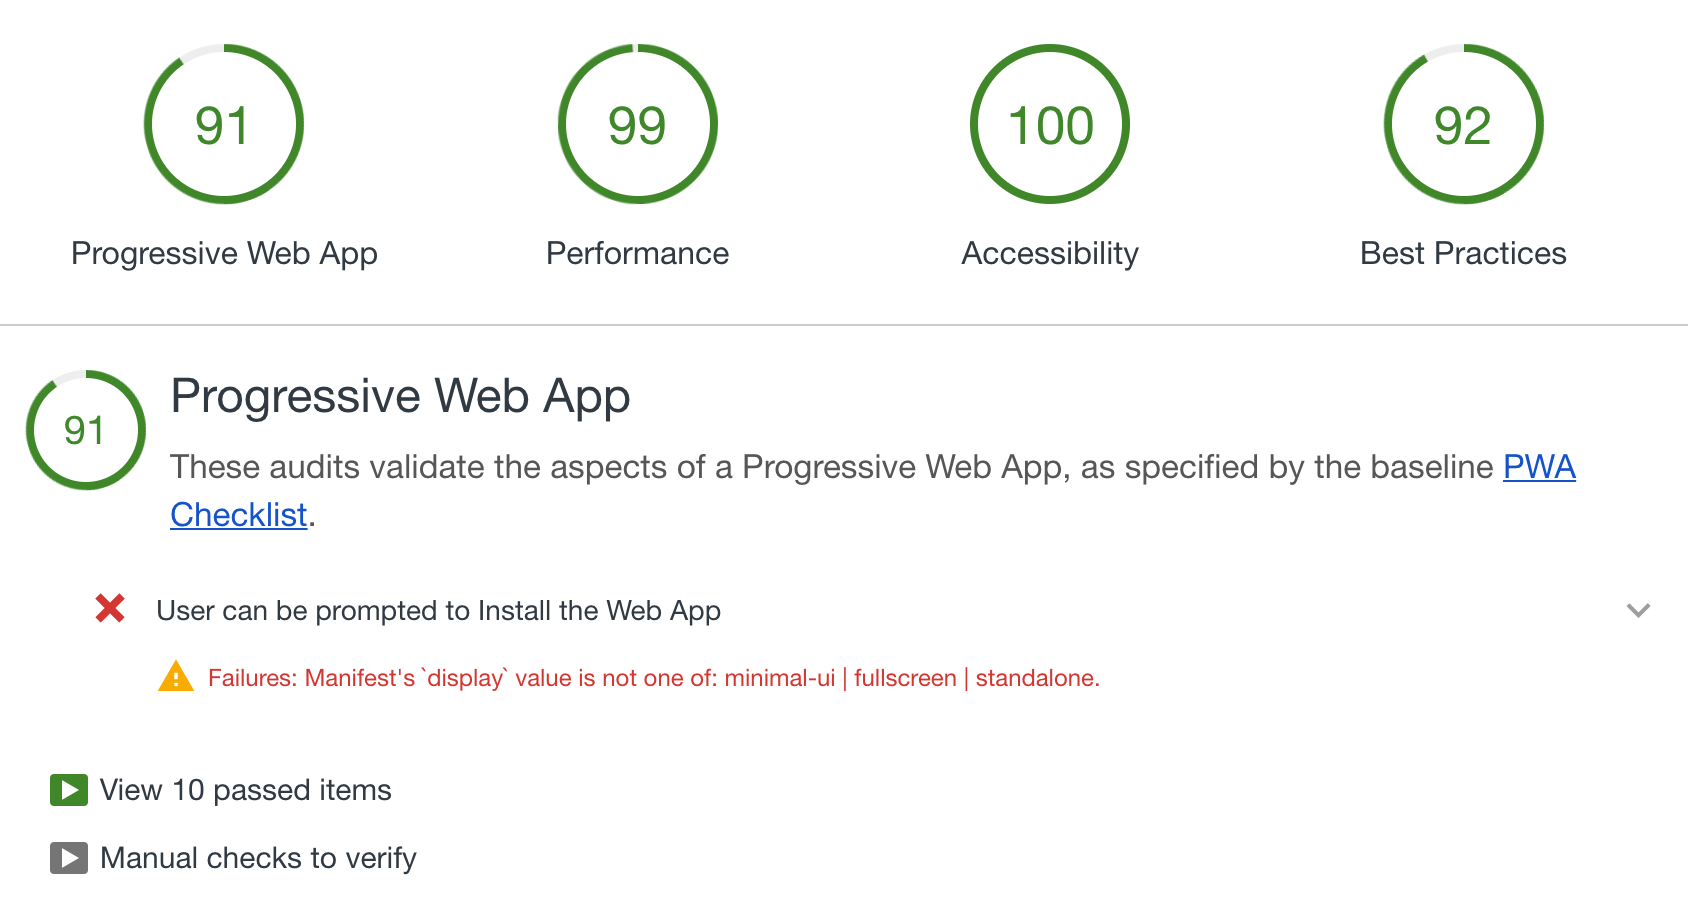 91
99
100
92
Progressive Web App
Performance
Accessibility
Best Practices
91
Progressive Web App
These audits validate the aspects of a Progressive Web App, as specified by the baseline PWA
Checklist.
User can be prompted to Install the Web App
Failures: Manifest's `display` value is not one of: minimal-ui | fullscreen | standalone.
View 10 passed items
Manual checks to verify